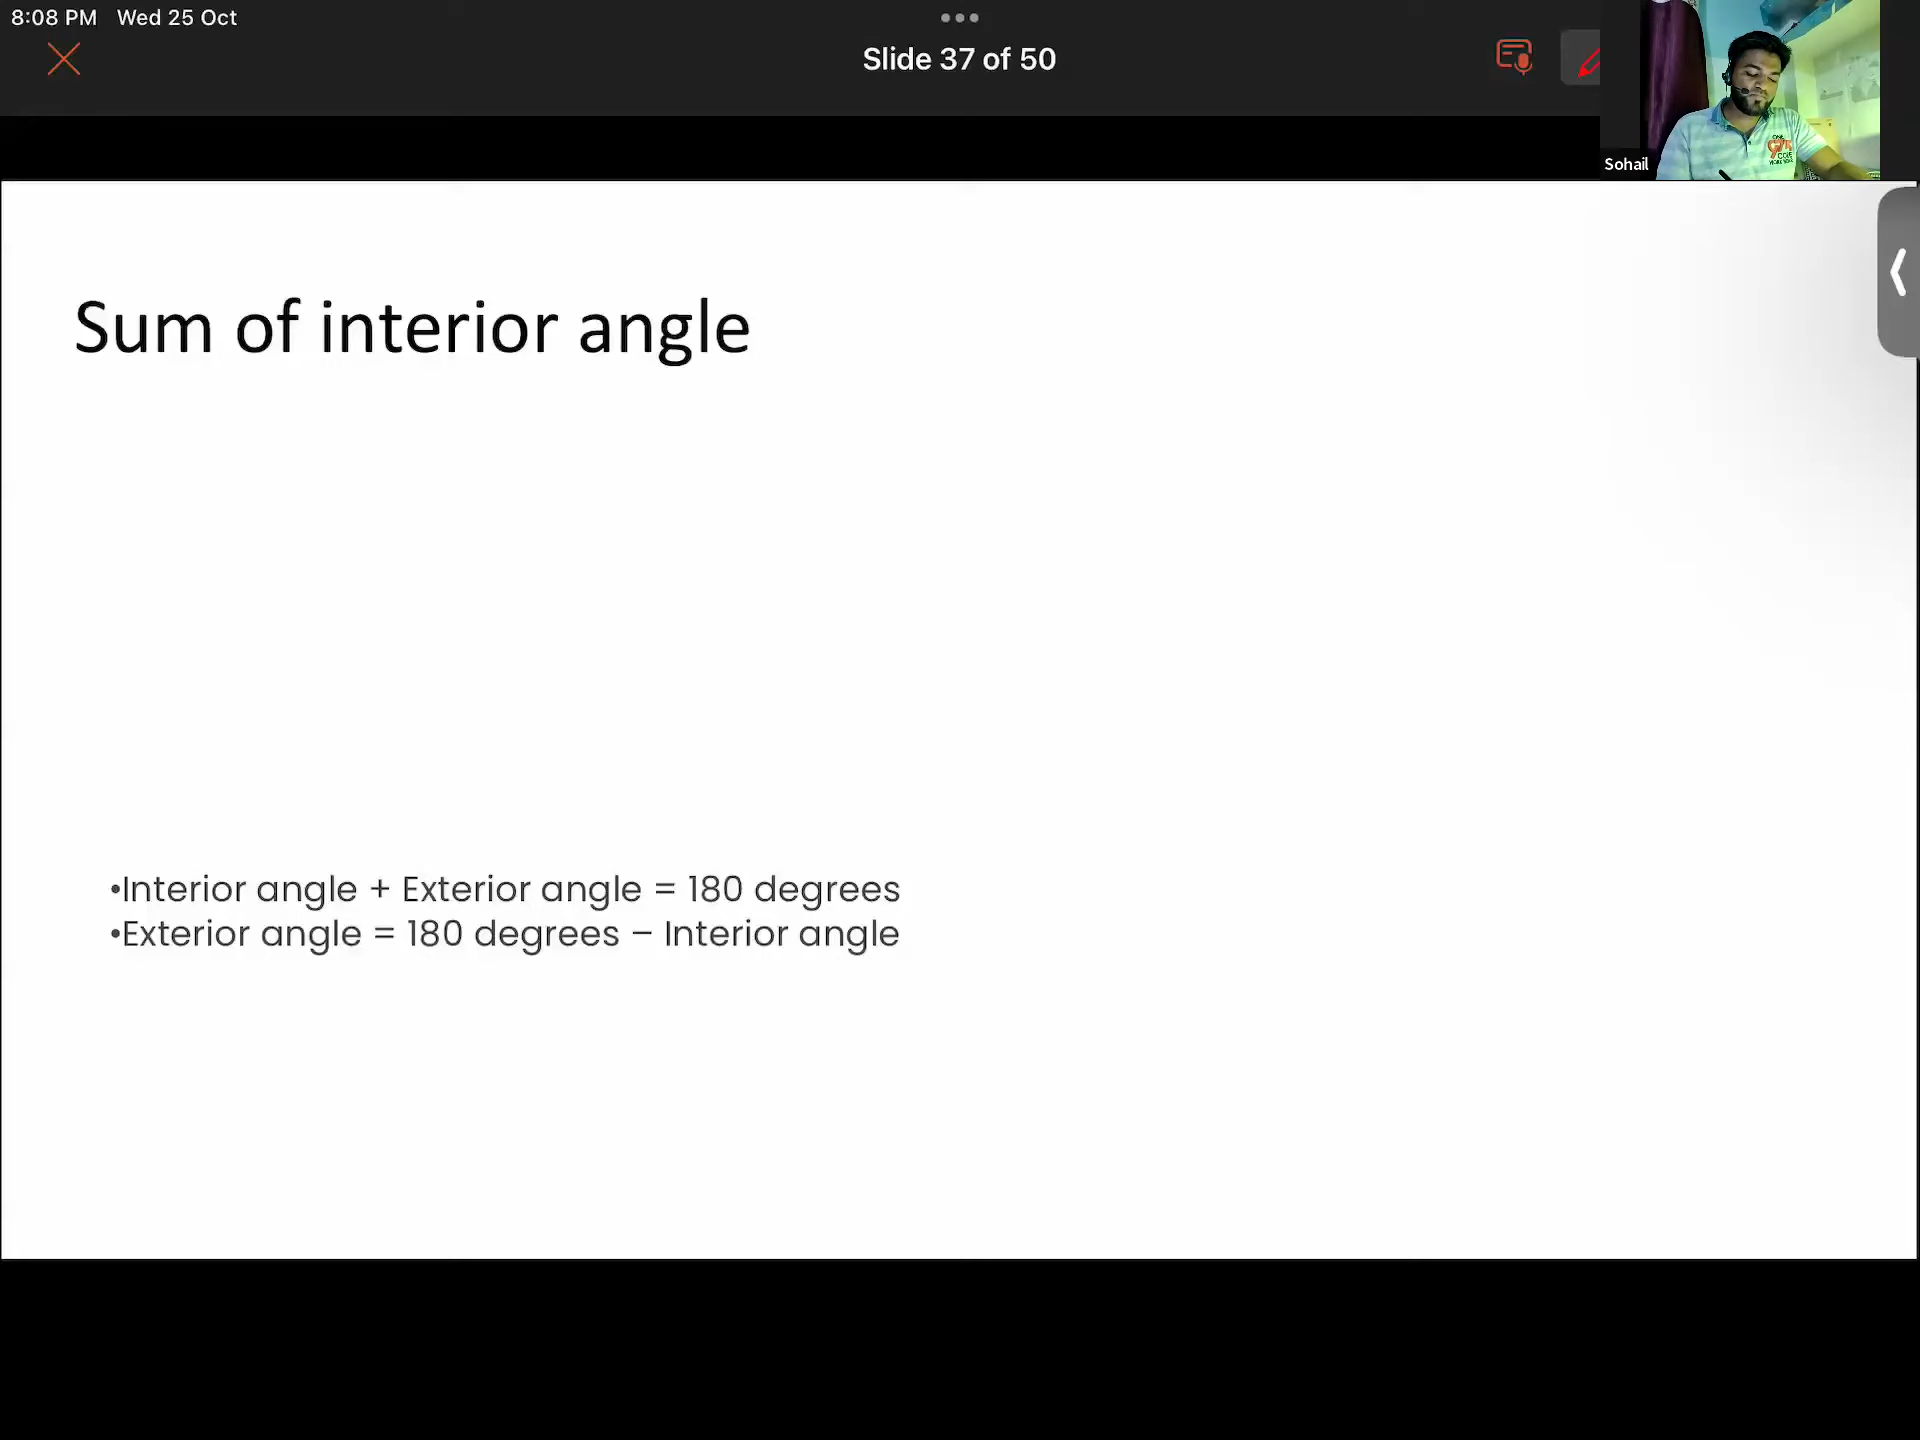 8:08 PM Wed 25 Oct
Slide 37 of 50
Sohail
Sum of interior angle
•Interior angle + Exterior angle = 180 degrees
•Exterior angle = 180 degrees – Interior angle